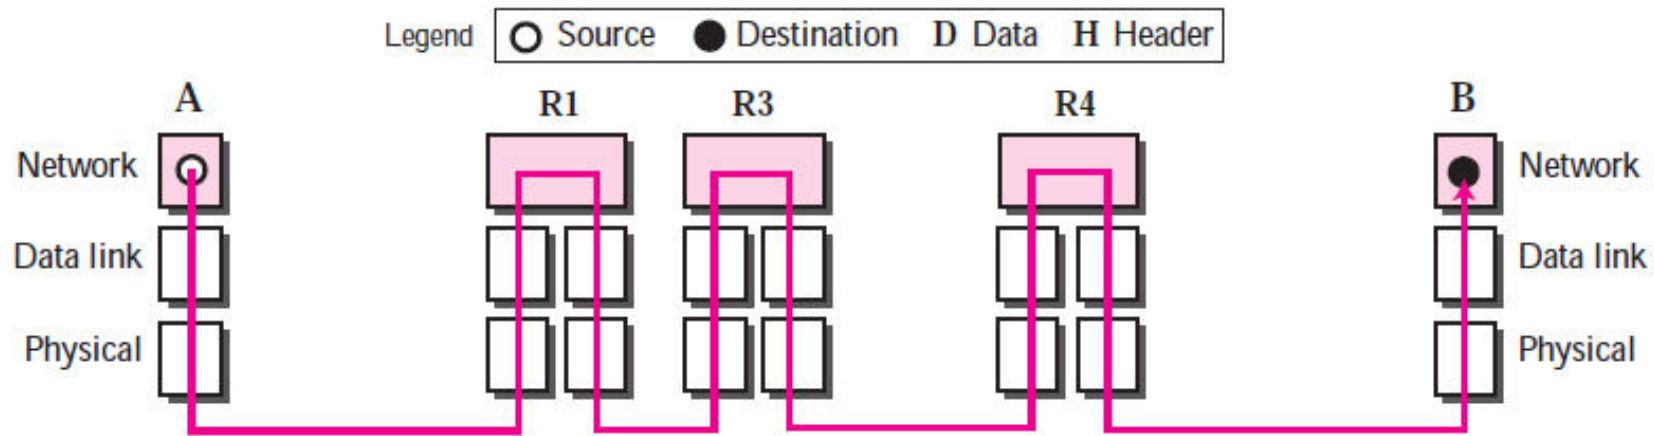 Legend Source Destination D Data H Header
A R1 R3 R4 B
Network Network
Data link Data link
Physical Physical